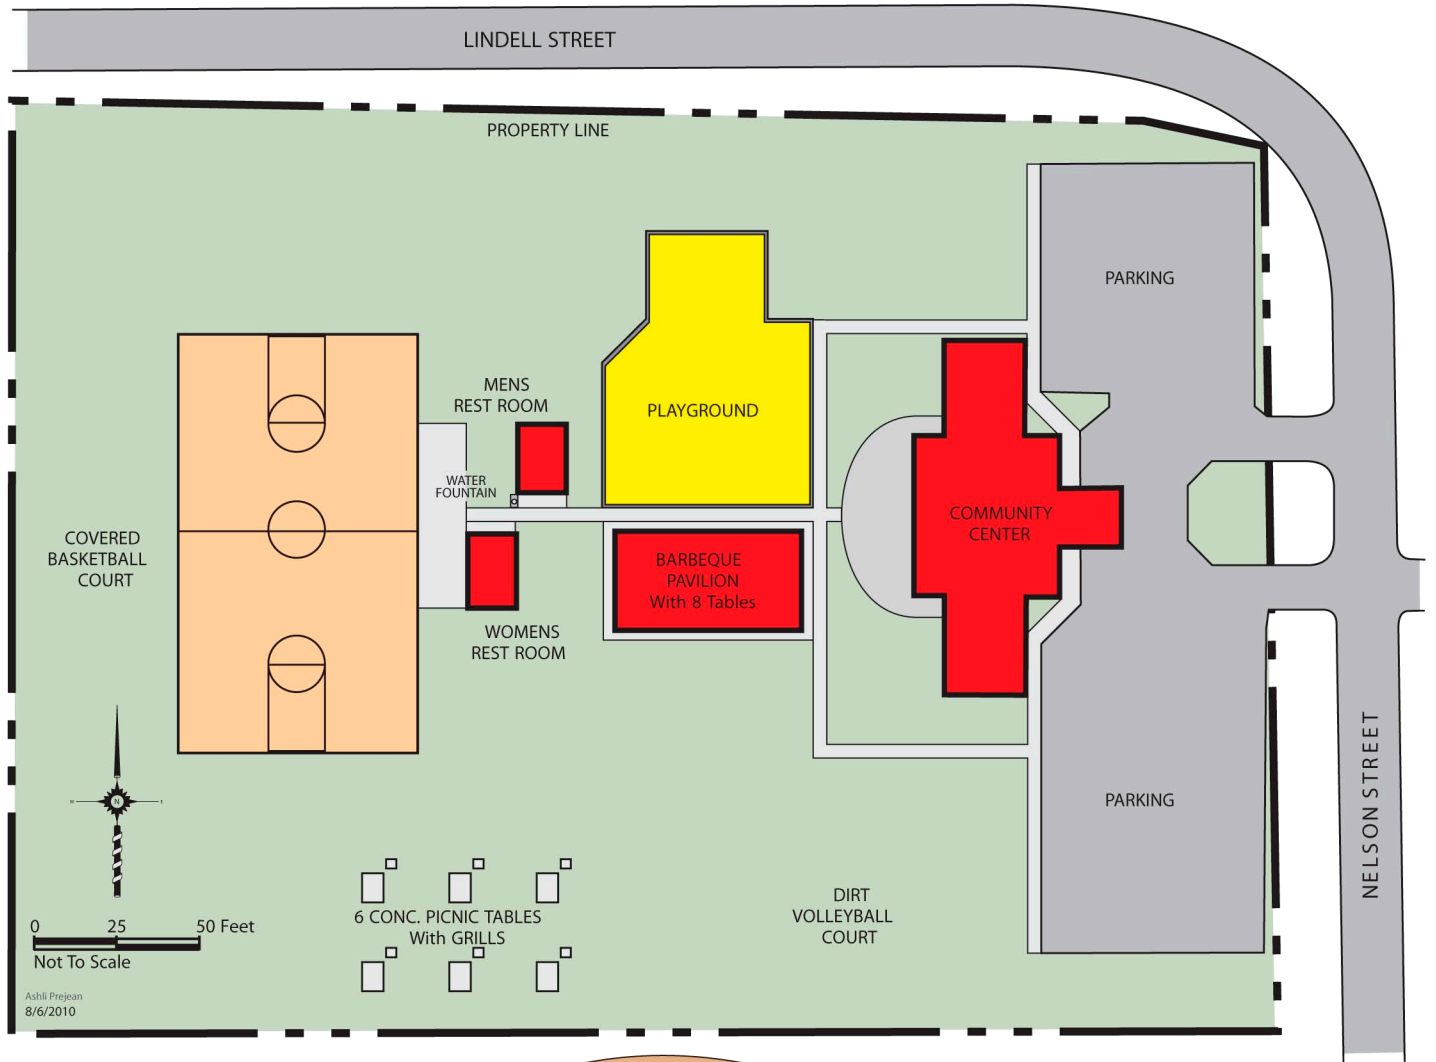 LINDELL STREET
PROPERTY LINE
PARKING
MENS
REST ROOM
PLAYGROUND
WATER
FOUNTAIN
COVERED
BASKETBALL
COURT
COMMUNITY
CENTER
BARBEQUE
PAVILION
With 8 Tables
WOMENS
REST ROOM
NELSON STREET
PARKING
N
6 CONC. PICNIC TABLES
With GRILLS
DIRT
VOLLEYBALL
COURT
0 25 50 Feet
Not To Scale
Ashli Prejean
8/6/2010